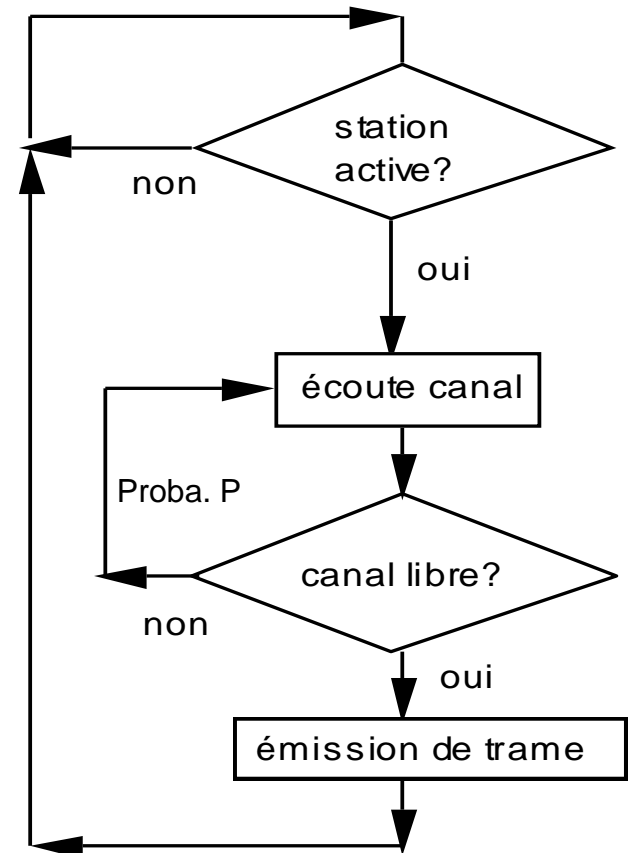 station
active?
non
oui
écoute canal
Proba. P
canal libre?
non
oui
émission de trame